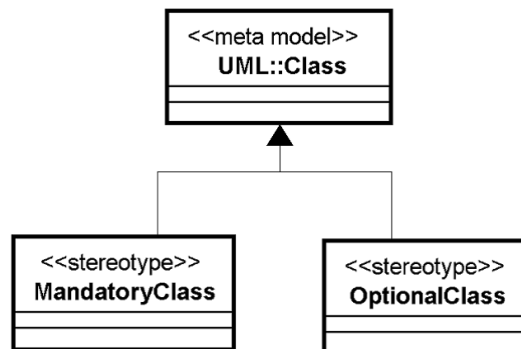 <<meta model>>
UML::Class
<<stereotype>>
MandatoryClass
<<stereotype>>
OptionalClass